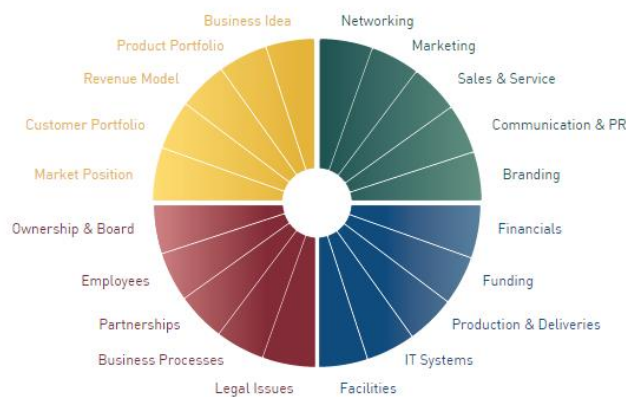 Business Idea
Networking
Product Portfolio
Marketing
Revenue Model
Sales & Service
Customer Portfolio
Communication & PR
Market Position
Branding
Ownership & Board
Financials
Employees
Funding
Partnerships
Production & Deliveries
Business Processes
IT Systems
Legal Issues
Facilities